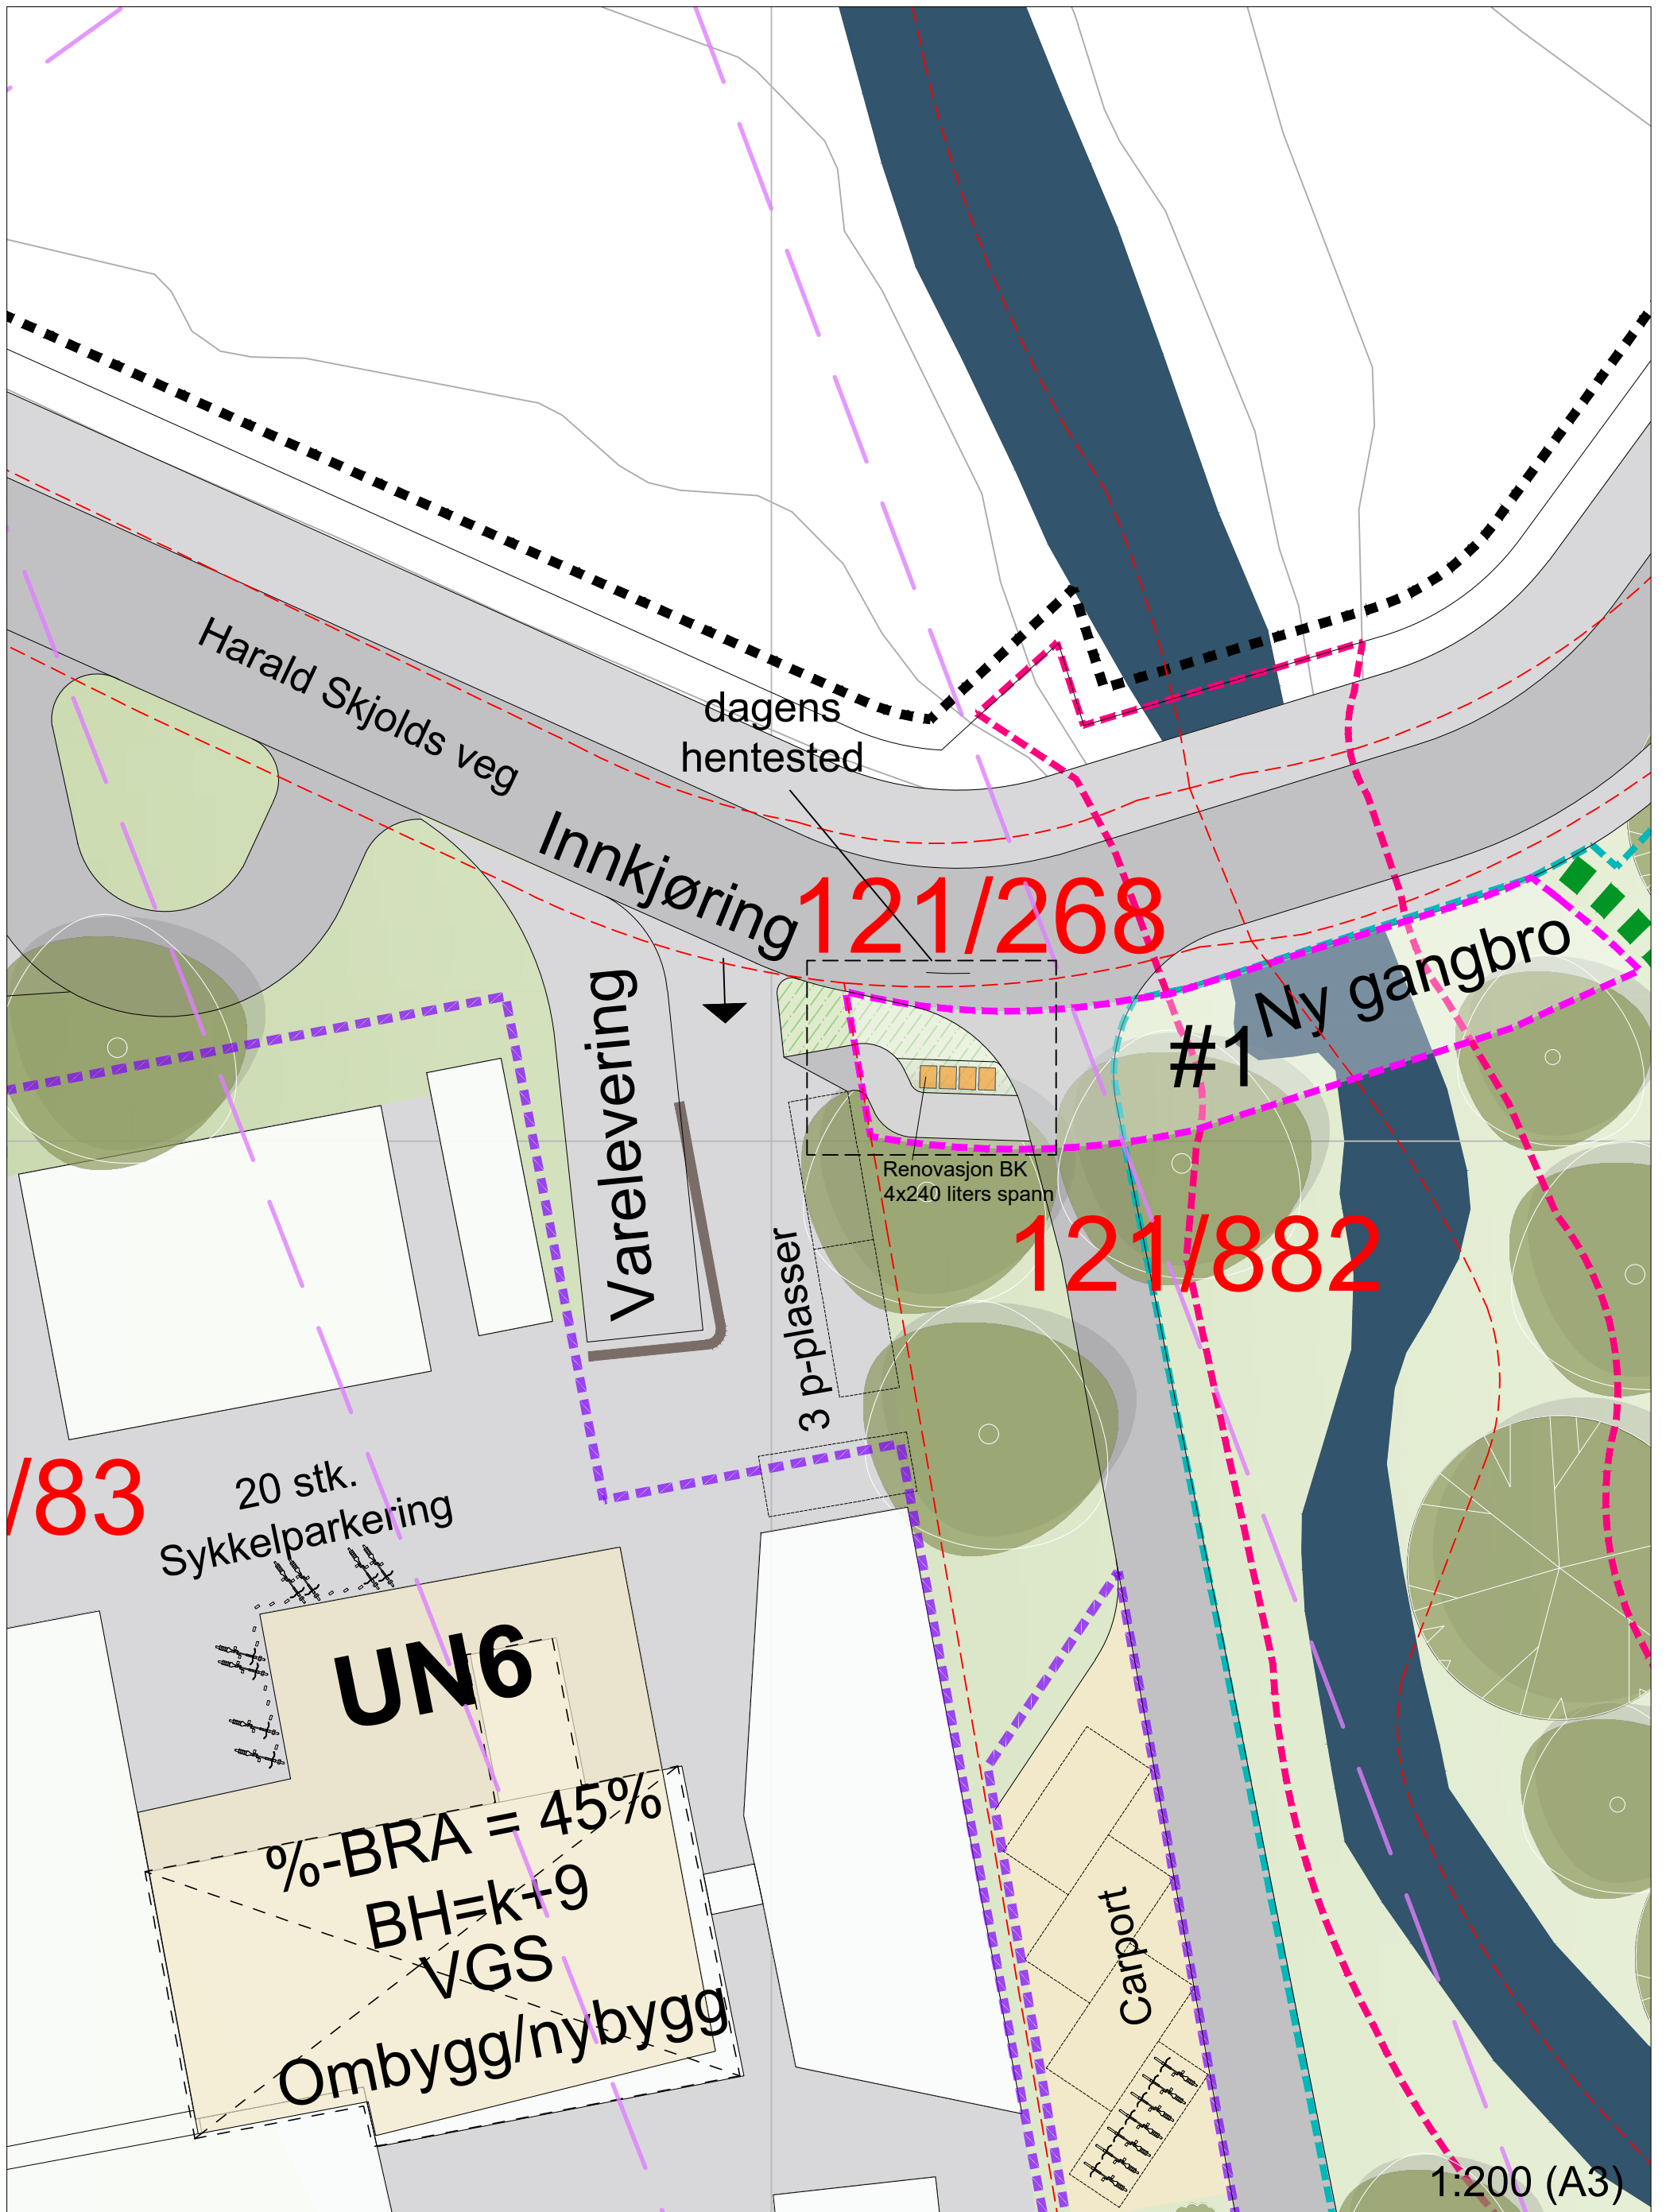 Harald Skjolds veg
dagens
hentested
Innkjøring
121/268
Ny gangbro
#1
Varelevering
Renovasjon BK
4x240 liters spann
121/882
3 p-plasser
/83
20 stk.
Sykkelparkering
UN6
%-BRA = 45%
BH=k+9
VGS
Ombygg/nybygg
Carport
1:200 (A3)